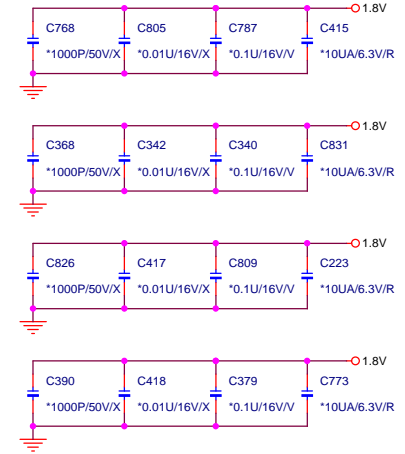 1.8V
C768 C805 C787 C415
*1000P/50V/X *0.01U/16V/X *0.1U/16V/V *10UA/6.3V/R
1.8V
C368 C342 C340 C831
*1000P/50V/X *0.01U/16V/X *0.1U/16V/V *10UA/6.3V/R
1.8V
C826 C417 C809 C223
*1000P/50V/X *0.01U/16V/X *0.1U/16V/V *10UA/6.3V/R
1.8V
C390 C418 C379 C773
*1000P/50V/X *0.01U/16V/X *0.1U/16V/V *10UA/6.3V/R